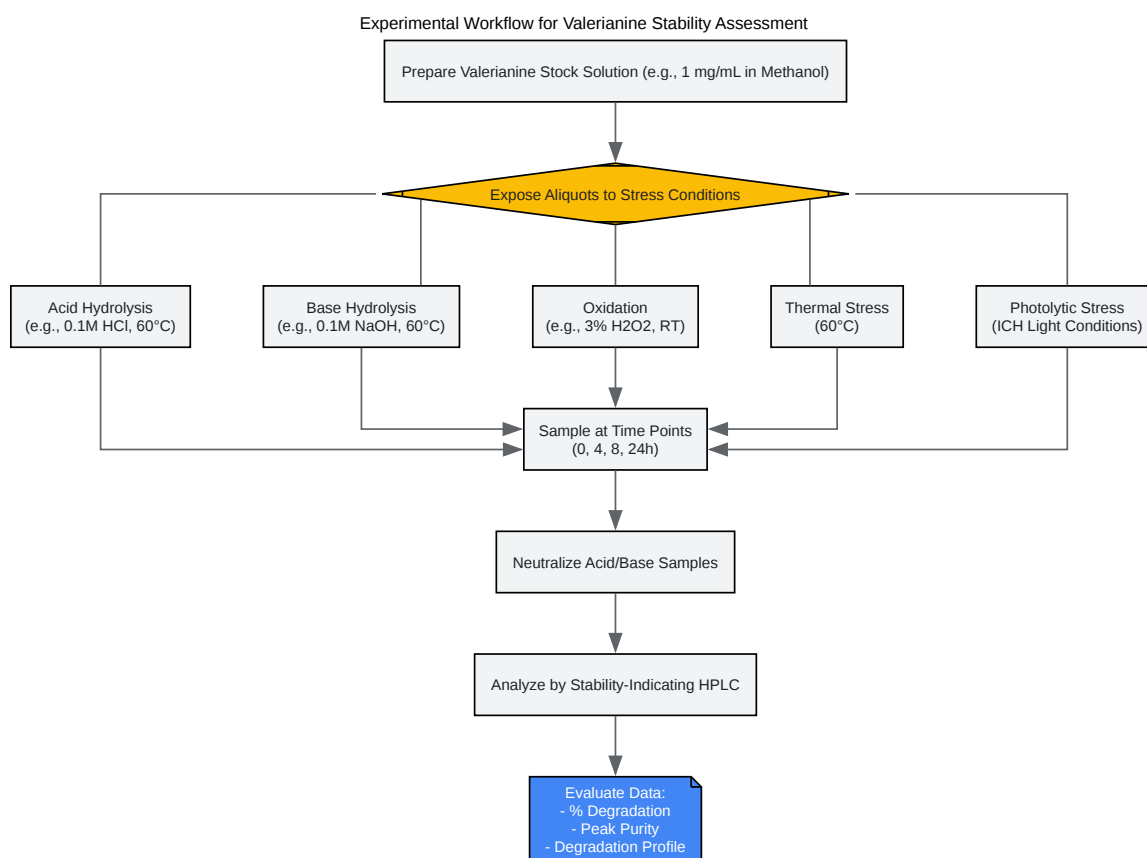 Experimental Workflow for Valerianine Stability Assessment
Prepare Valerianine Stock Solution (e.g., 1 mg/mL in Methanol)
Expose Aliquots to Stress Conditions
Acid Hydrolysis
(e.g., 0.1M HCl, 60°C)
Base Hydrolysis
(e.g., 0.1M NaOH, 60°C)
Oxidation
(e.g., 3% H2O2, RT)
Thermal Stress
(60°C)
Photolytic Stress
(ICH Light Conditions)
Sample at Time Points
(0, 4, 8, 24h)
Neutralize Acid/Base Samples
Analyze by Stability-Indicating HPLC
Evaluate Data:
- % Degradation
- Peak Purity
- Degradation Profile